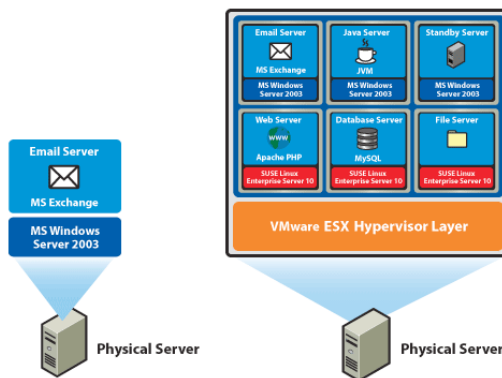 Email Server
MS Exchange
MS Windows
Server 2003
Physical Server
Email Server
MS Exchange
MS Windows
Server 2003
Java Server
JVM
MS Windows
Server 2003
Standby Server
MS Windows
Server 2003
Web Server
www
Apache PHP
SUSE Linux
Enterprise Server 10
Database Server
MySQL
SUSE Linux
Enterprise Server 10
File Server
SUSE Linux
Enterprise Server 10
VMware ESX Hypervisor Layer
Physical Server